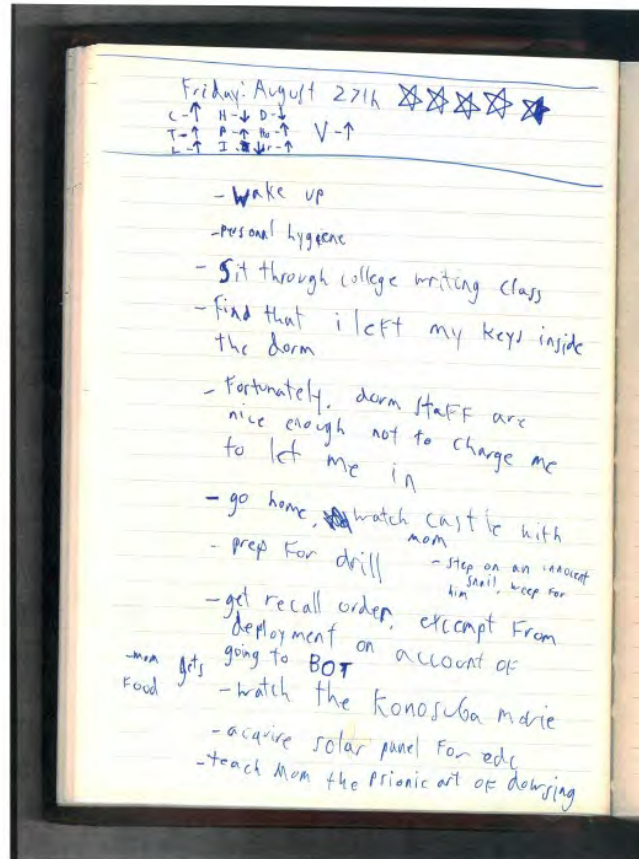 Friday: August 27th ☆☆☆☆★
C-↑ H-↓ D-↓
T-↑ P-↑ Ho-↑ V-↑
L-↑ I-↓ r-↑
- Wake up
- personal hygiene
- Sit through college writing class
- find that i left my keys inside
the dorm
- Fortunately, dorm staff are
nice enough not to charge me
to let me in
- go home, watch castle with
mom
- prep for drill
- step on an innocent
snail, weep for
him
- get recall order, excempt from
deployment on account of
going to BOT
- mom gets
food
- watch the Konosuba movie
- acquire solar panel for edc
- teach mom the psionic art of dowsing